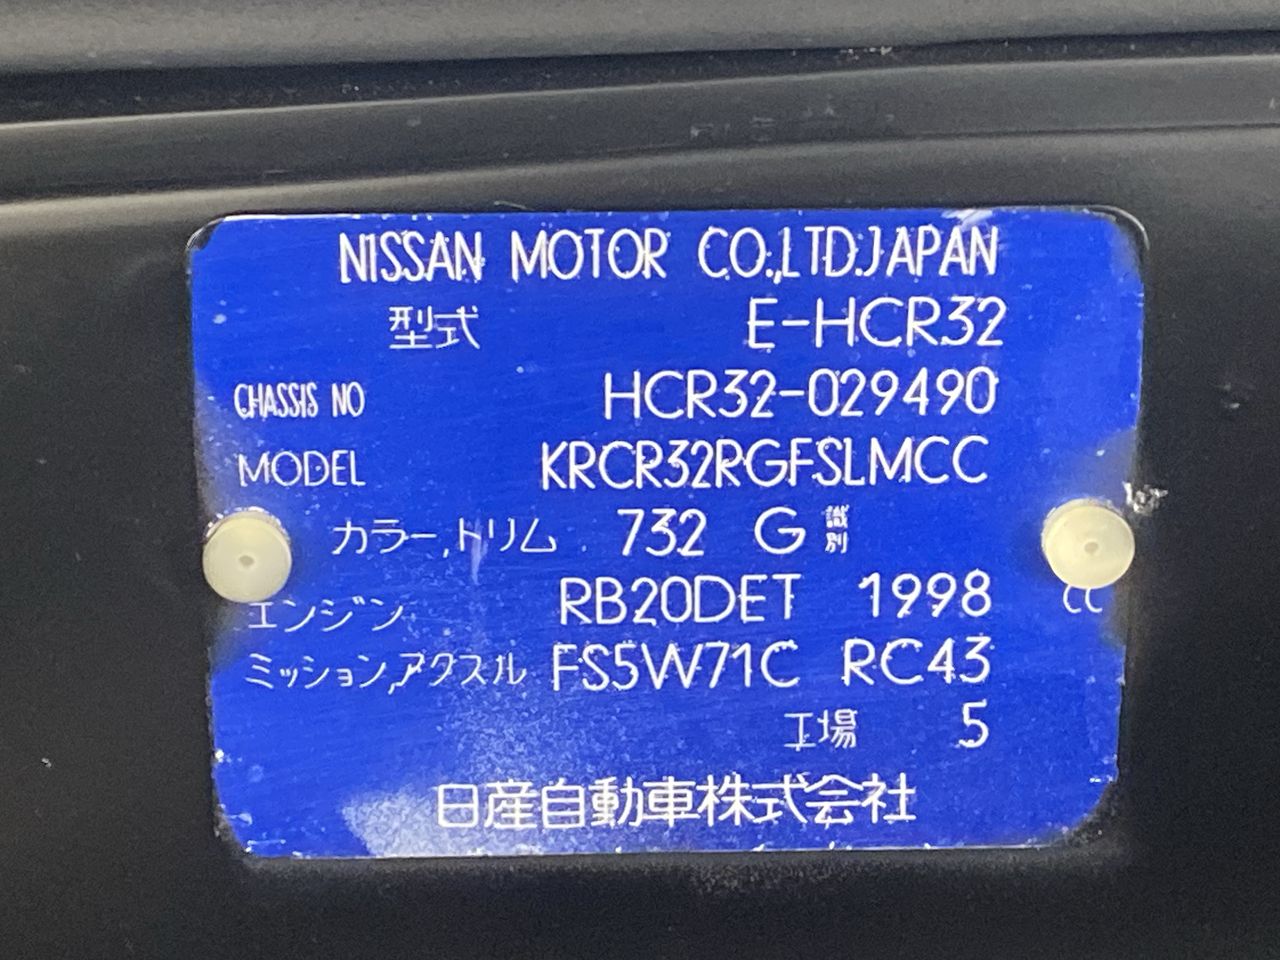 NISSAN MOTOR CO.,LTD.JAPAN
型式 E-HCR32
CHASSIS NO HCR32-029490
MODEL KRCR32RGFSLMCC
カラー,トリム 732 G 識別
エンジン RB20DET 1998 CC
ミッション,アクスル FS5W71C RC43
工場 5
日産自動車株式会社